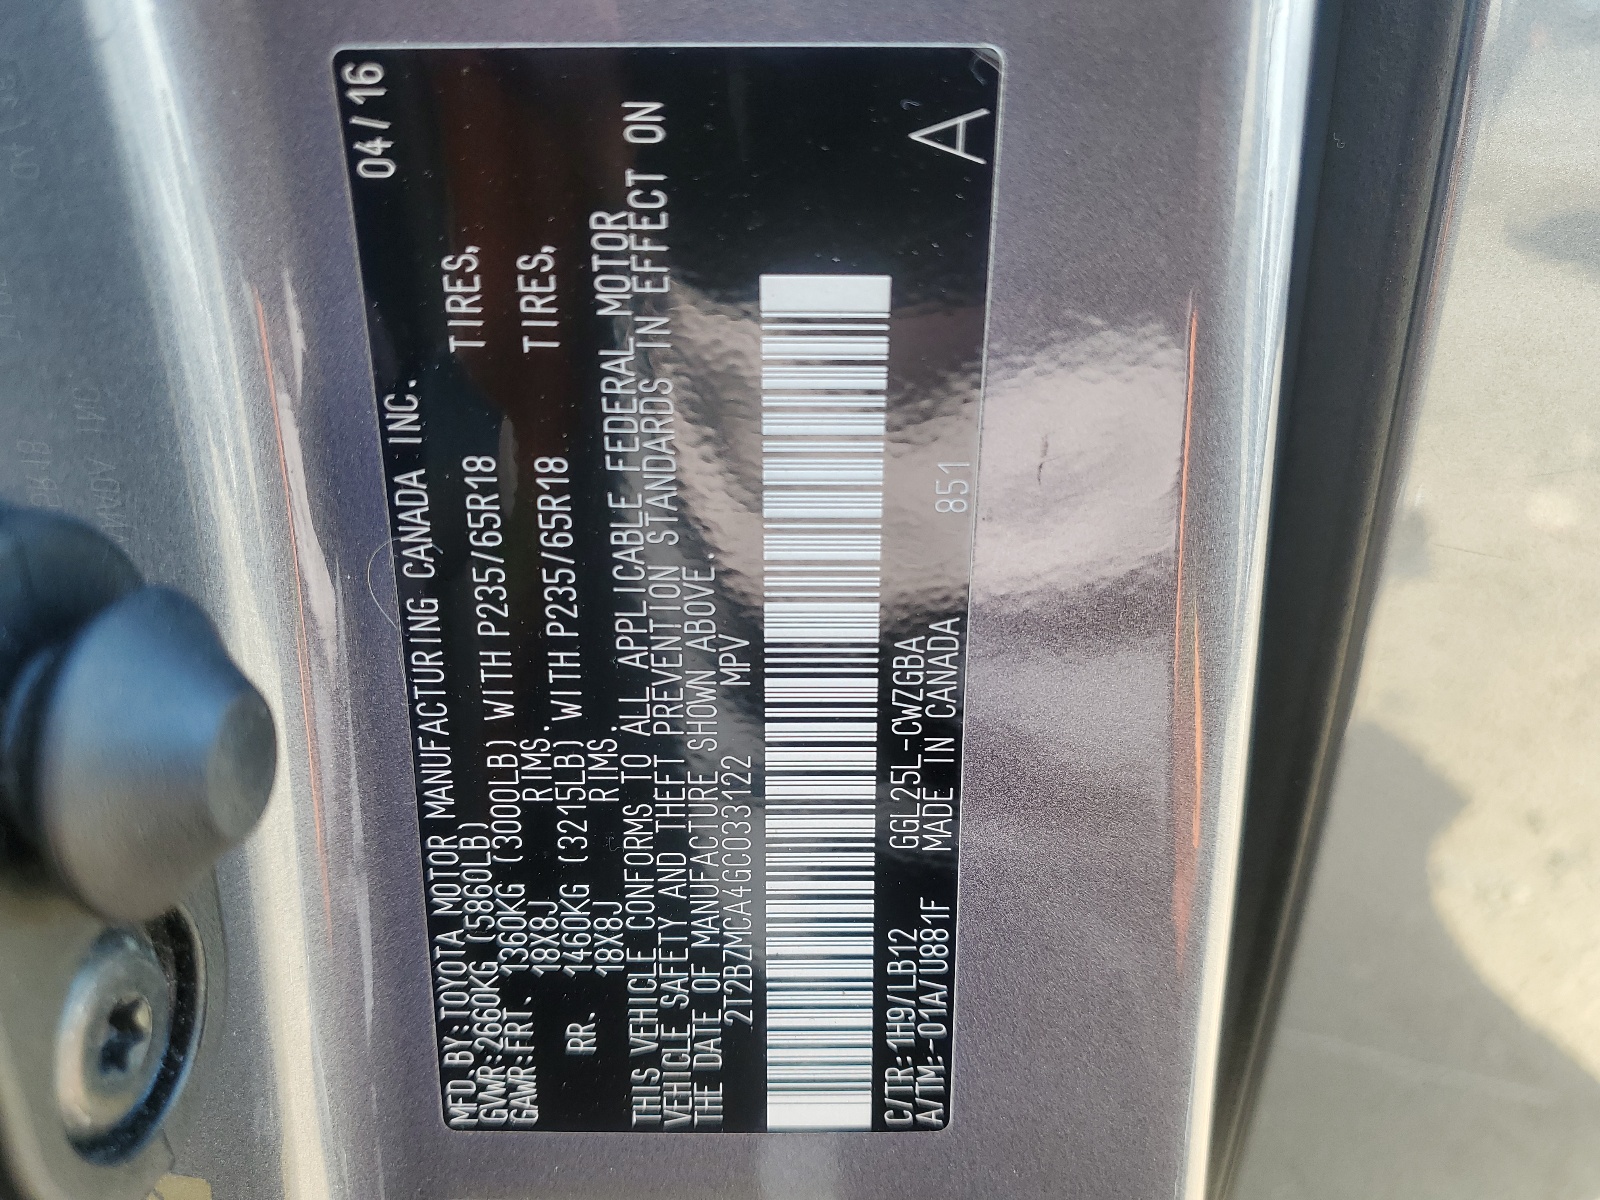 MFD.BY:TOYOTA MOTOR MANUFACTURING CANADA INC. 04/16
GVWR:2660KG (5860LB)
GAWR:FRT. 1360KG (3000LB) WITH P235/65R18 TIRES,
18X8J RIMS.
RR. 1460KG (3215LB) WITH P235/65R18 TIRES,
18X8J RIMS.
THIS VEHICLE CONFORMS TO ALL APPLICABLE FEDERAL MOTOR
VEHICLE SAFETY AND THEFT PREVENTION STANDARDS IN EFFECT ON
THE DATE OF MANUFACTURE SHOWN ABOVE.
2T2BZMCA4GC033122 MPV
C/TR:1H9/LB12 GGL25L-CWZGBA 851 A
A/TM:-01A/U881F MADE IN CANADA